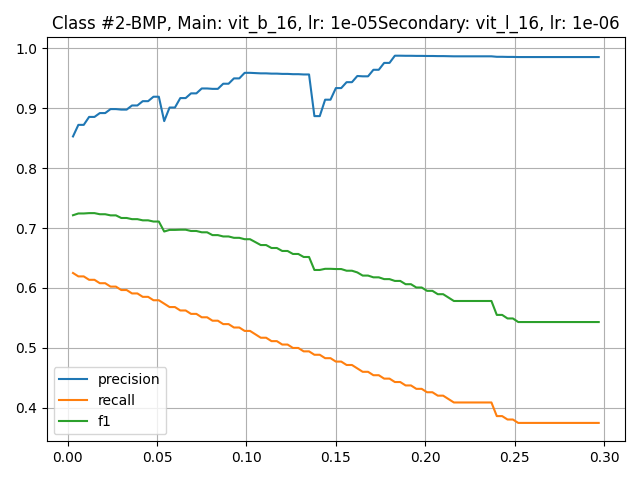 Class #2-BMP, Main: vit_b_16, lr: 1e-05Secondary: vit_l_16, lr: 1e-06
1.0
0.9
0.8
0.7
0.6
0.5
0.4
precision
recall
f1
0.00 0.05 0.10 0.15 0.20 0.25 0.30